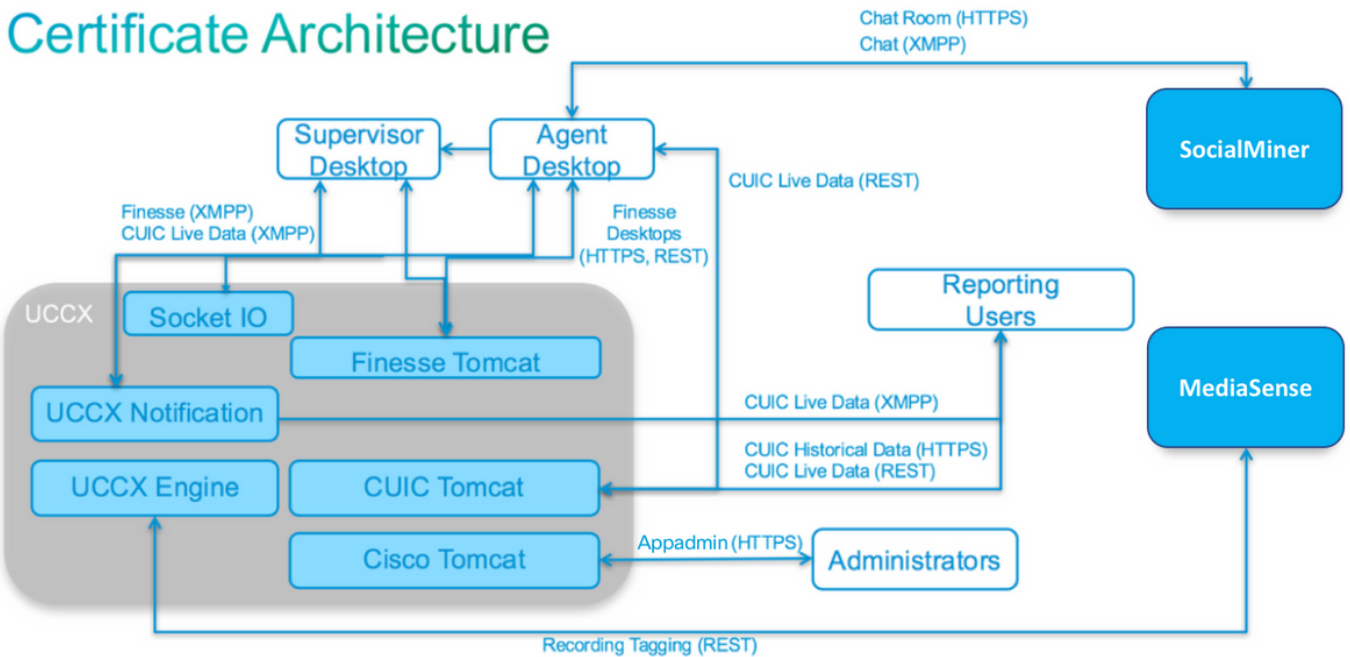 Certificate Architecture
Chat Room (HTTPS)
Chat (XMPP)
Supervisor
Desktop
Agent
Desktop
SocialMiner
CUIC Live Data (REST)
Finesse (XMPP)
CUIC Live Data (XMPP)
Finesse
Desktops
(HTTPS, REST)
UCCX
Socket IO
Reporting
Users
Finesse Tomcat
MediaSense
UCCX Notification
CUIC Live Data (XMPP)
CUIC Historical Data (HTTPS)
CUIC Live Data (REST)
UCCX Engine
CUIC Tomcat
Cisco Tomcat
Appadmin (HTTPS)
Administrators
Recording Tagging (REST)